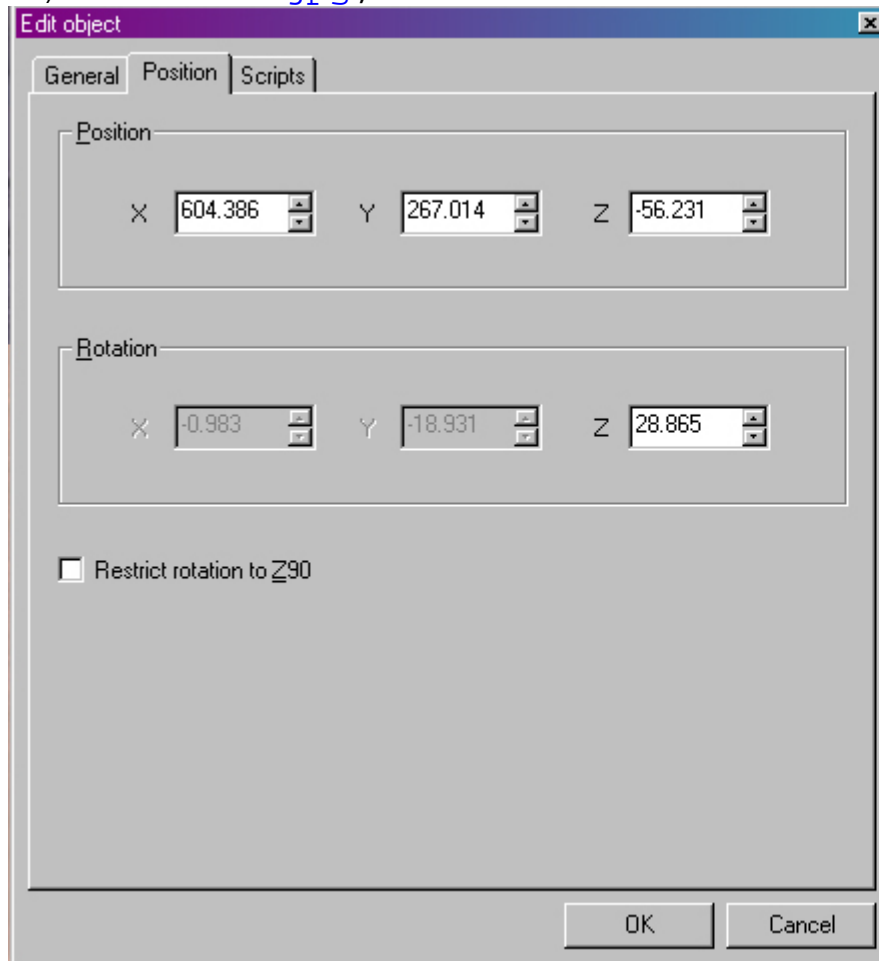 Edit object
General Position Scripts
Position
X 604.386 Y 267.014 Z -56.231
Rotation
X -0.983 Y -18.931 Z 28.865
Restrict rotation to Z90
OK Cancel